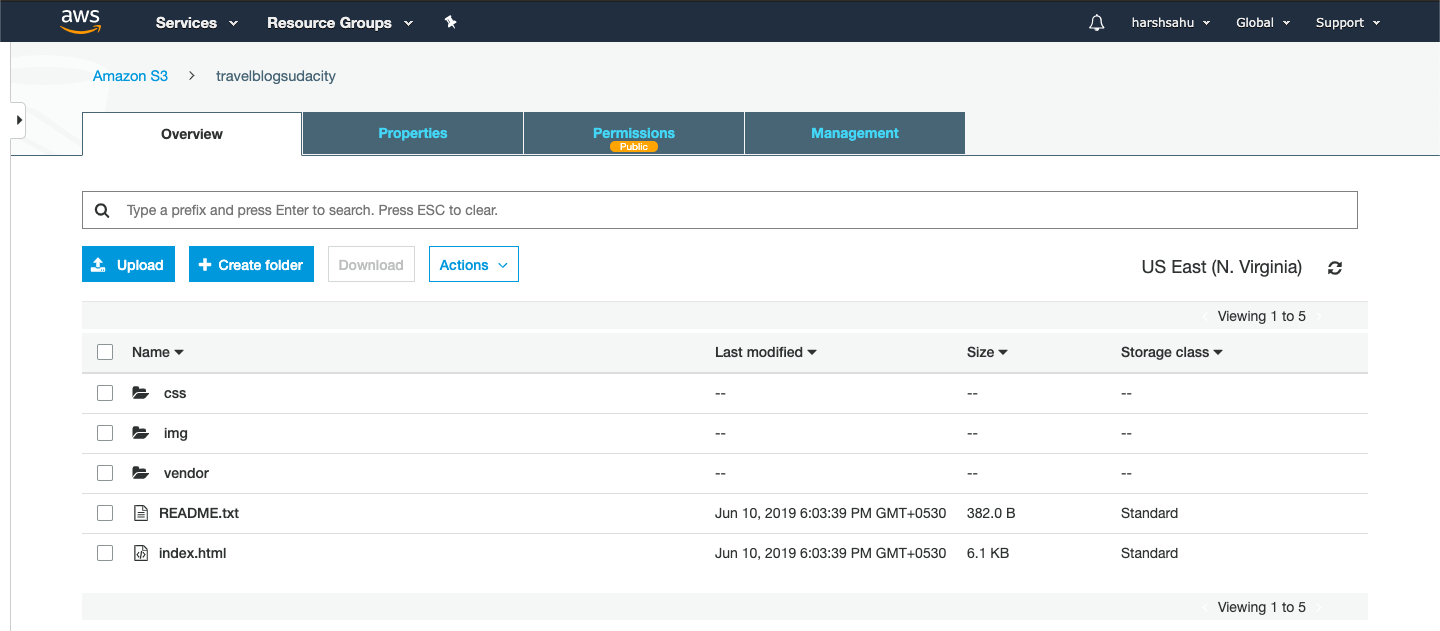 aws Services Resource Groups harshsahu Global Support
Amazon S3 travelblogsudacity
Overview Properties Permissions Management
Public
Type a prefix and press Enter to search. Press ESC to clear.
Upload Create folder Download Actions US East (N. Virginia)
Viewing 1 to 5
Name Last modified Size Storage class
css -- -- --
img -- -- --
vendor -- -- --
README.txt Jun 10, 2019 6:03:39 PM GMT+0530 382.0 B Standard
index.html Jun 10, 2019 6:03:39 PM GMT+0530 6.1 KB Standard
Viewing 1 to 5